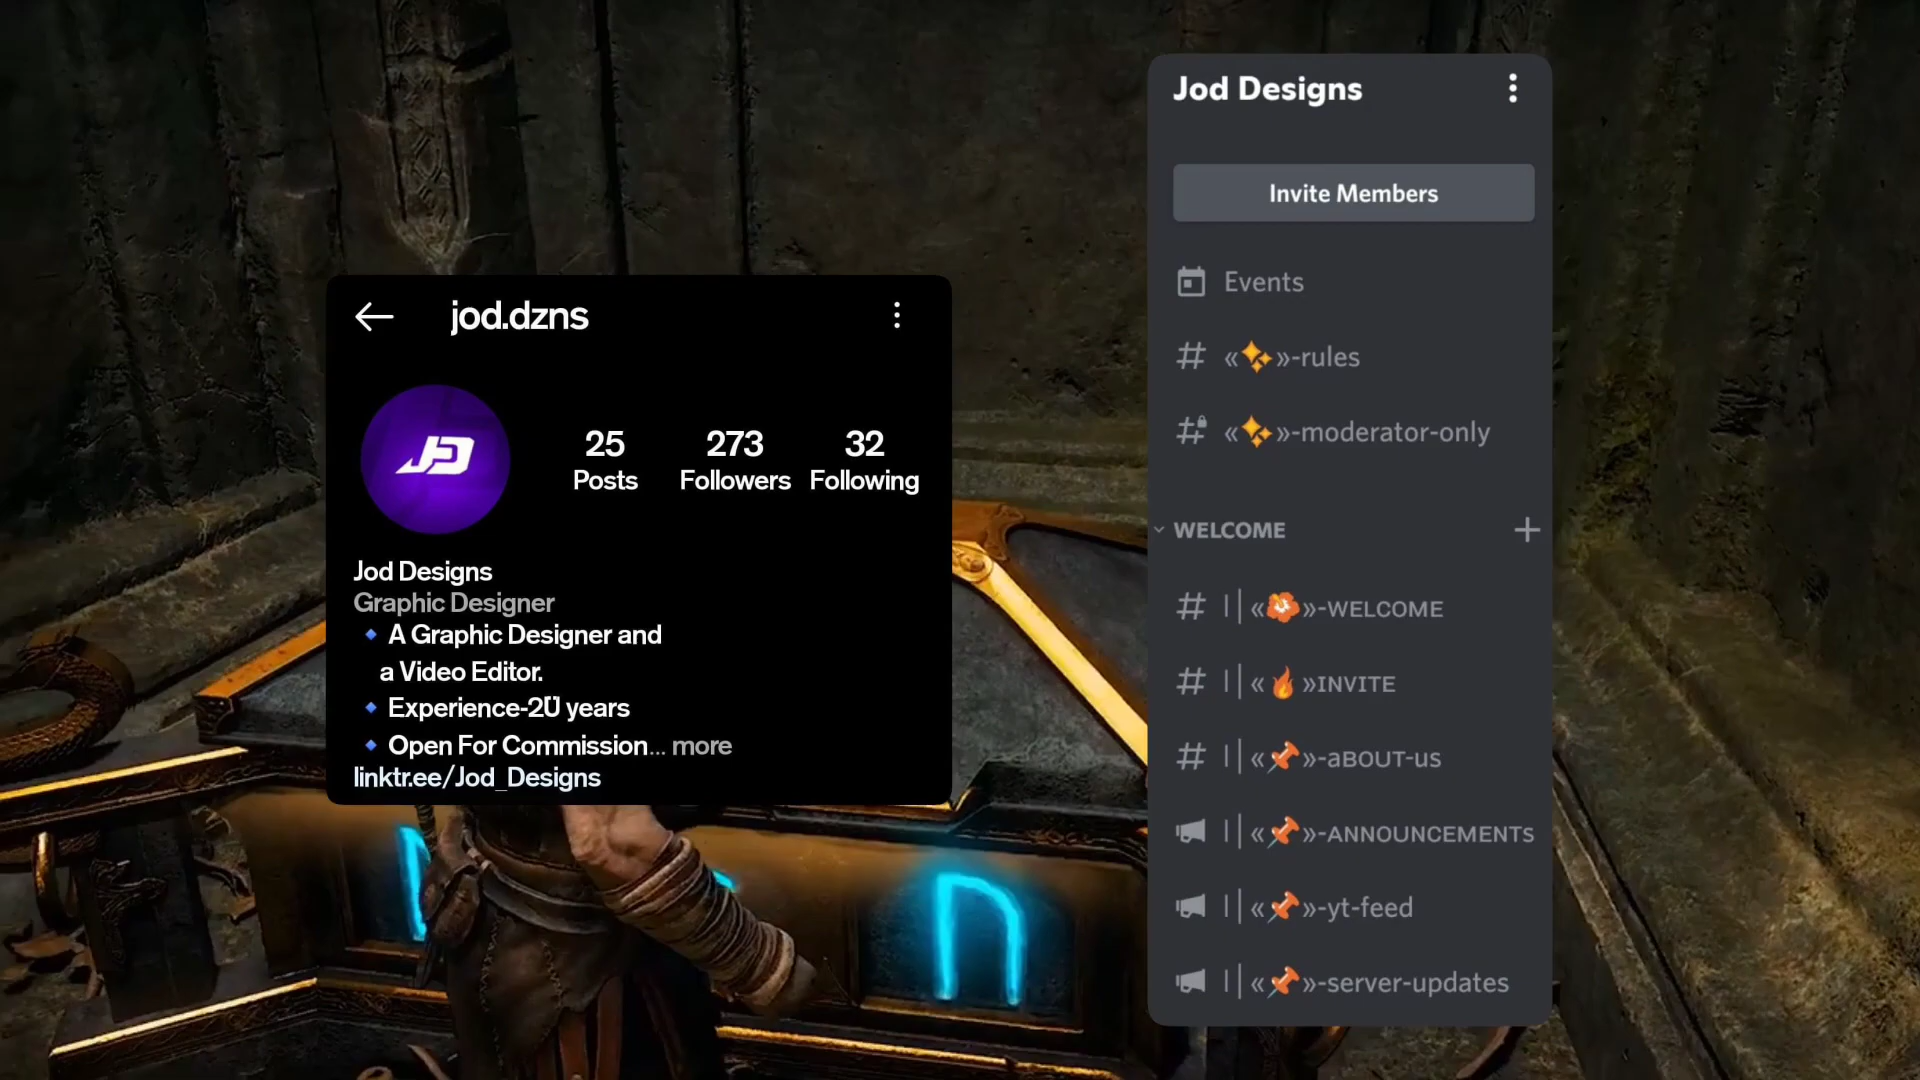 jod.dzns
JD
25 273 32
Posts Followers Following
Jod Designs
Graphic Designer
A Graphic Designer and
a Video Editor.
years
Open For Commission... more
linktr.ee/Jod_Designs
Jod Designs
Invite Members
Events
«✨»-rules
«✨»-moderator-only
WELCOME
||«🌺»-WELCOME
||«🔥»INVITE
||«📌»-aBOUT-us
||«📌»-ANNOUNCEMENTS
||«📌»-yt-feed
||«📌»-server-updates